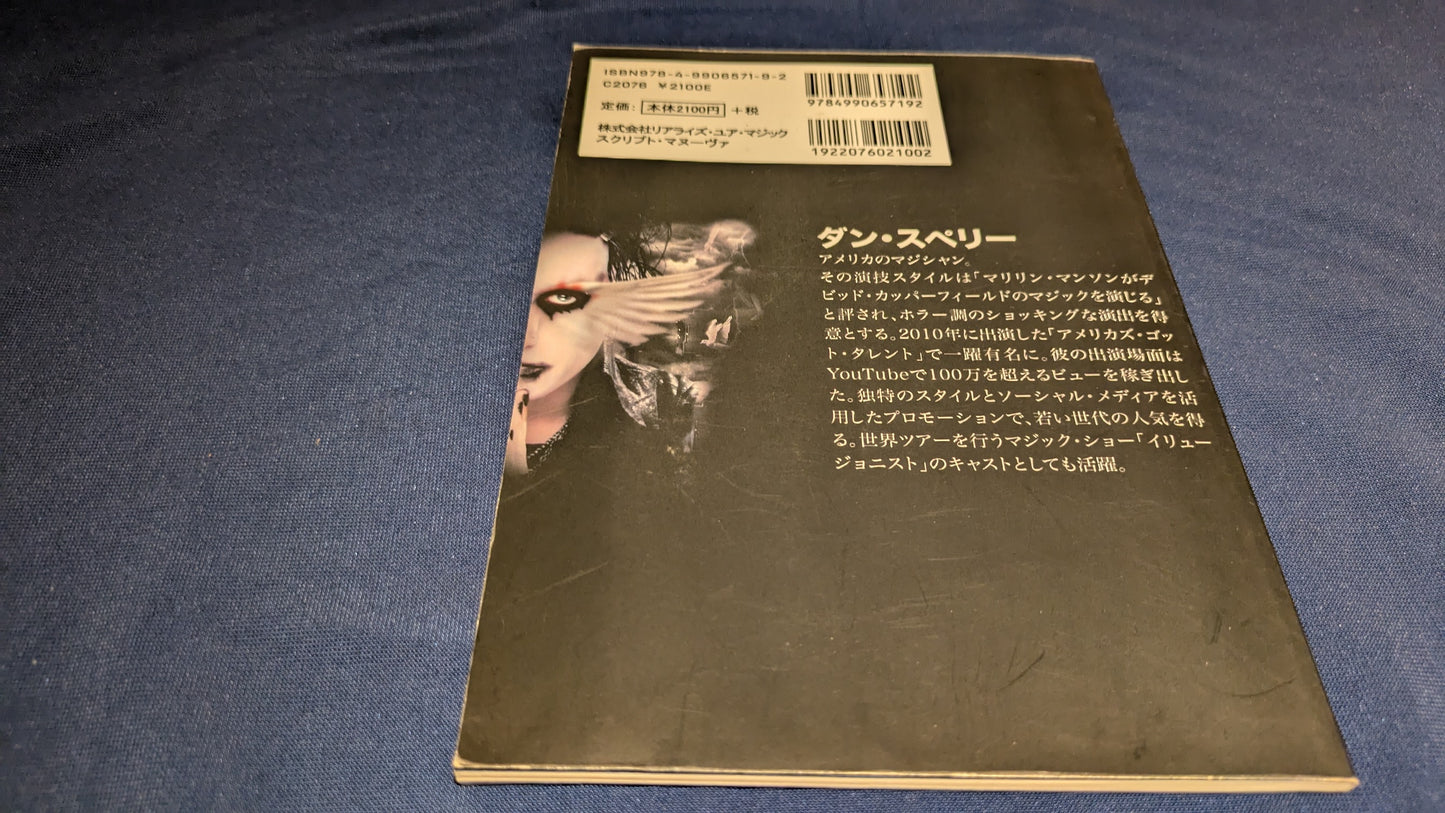 ISBN978-4-9906571-9-2
C2076 ¥2100E
定価: 本体2100円 +税
株式会社リアライズ・ユア・マジック
スクリプト・マヌーヴァ
9784990657192
1922076021002
ダン・スペリー
アメリカのマジシャン。
その演技スタイルは「マリリン・マンソンがデ
ビッド・カッパーフィールドのマジックを演じる」
と評され、ホラー調のショッキングな演出を得
意とする。2010年に出演した「アメリカズ・ゴッ
ト・タレント」で一躍有名に。彼の出演場面は
YouTubeで100万を超えるビューを稼ぎ出し
た。独特のスタイルとソーシャル・メディアを活
用したプロモーションで、若い世代の人気を得
る。世界ツアーを行うマジック・ショー「イリュー
ジョニスト」のキャストとしても活躍。